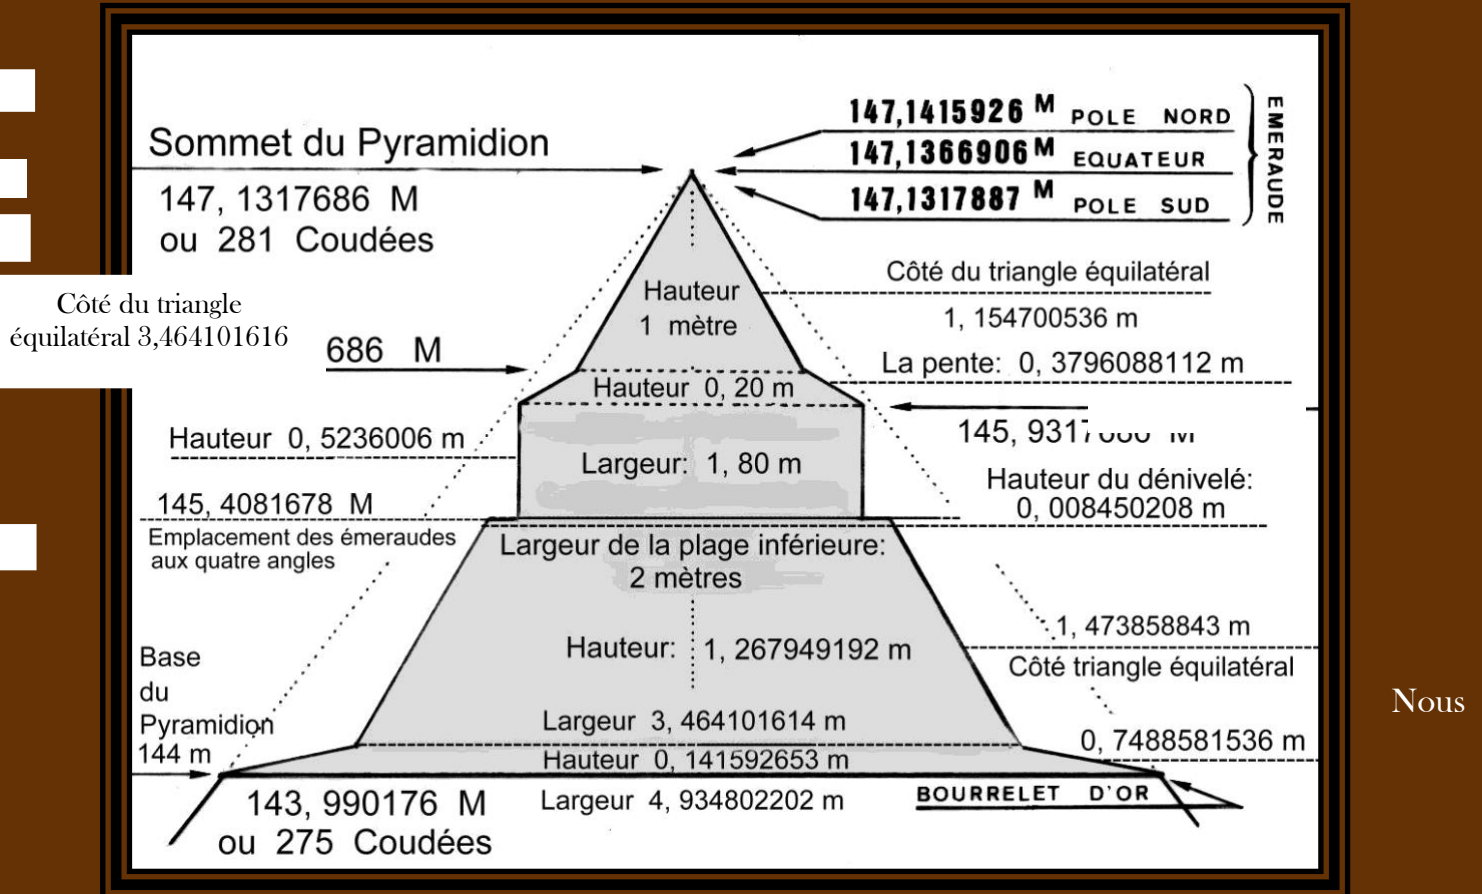 147,1415926 M POLE NORD
147,1366906 M EQUATEUR
147,1317887 M POLE SUD
EMERAUDE
Sommet du Pyramidion
147, 1317686 M
ou 281 Coudées
Côté du triangle
équilatéral 3,464101616
Hauteur
1 mètre
Côté du triangle équilatéral
1, 154700536 m
686 M
La pente: 0, 3796088112 m
Hauteur 0, 20 m
Hauteur 0, 5236006 m
Largeur: 1, 80 m
Hauteur du dénivelé:
0, 008450208 m
145, 4081678 M
Emplacement des émeraudes
aux quatre angles
Largeur de la plage inférieure:
2 mètres
Hauteur: 1, 267949192 m
1, 473858843 m
Côté triangle équilatéral
Base
du
Pyramidion
144 m
Nous
Largeur 3, 464101614 m
0, 7488581536 m
Hauteur 0, 141592653 m
143, 990176 M
ou 275 Coudées
Largeur 4, 934802202 m
BOURRELET D'OR